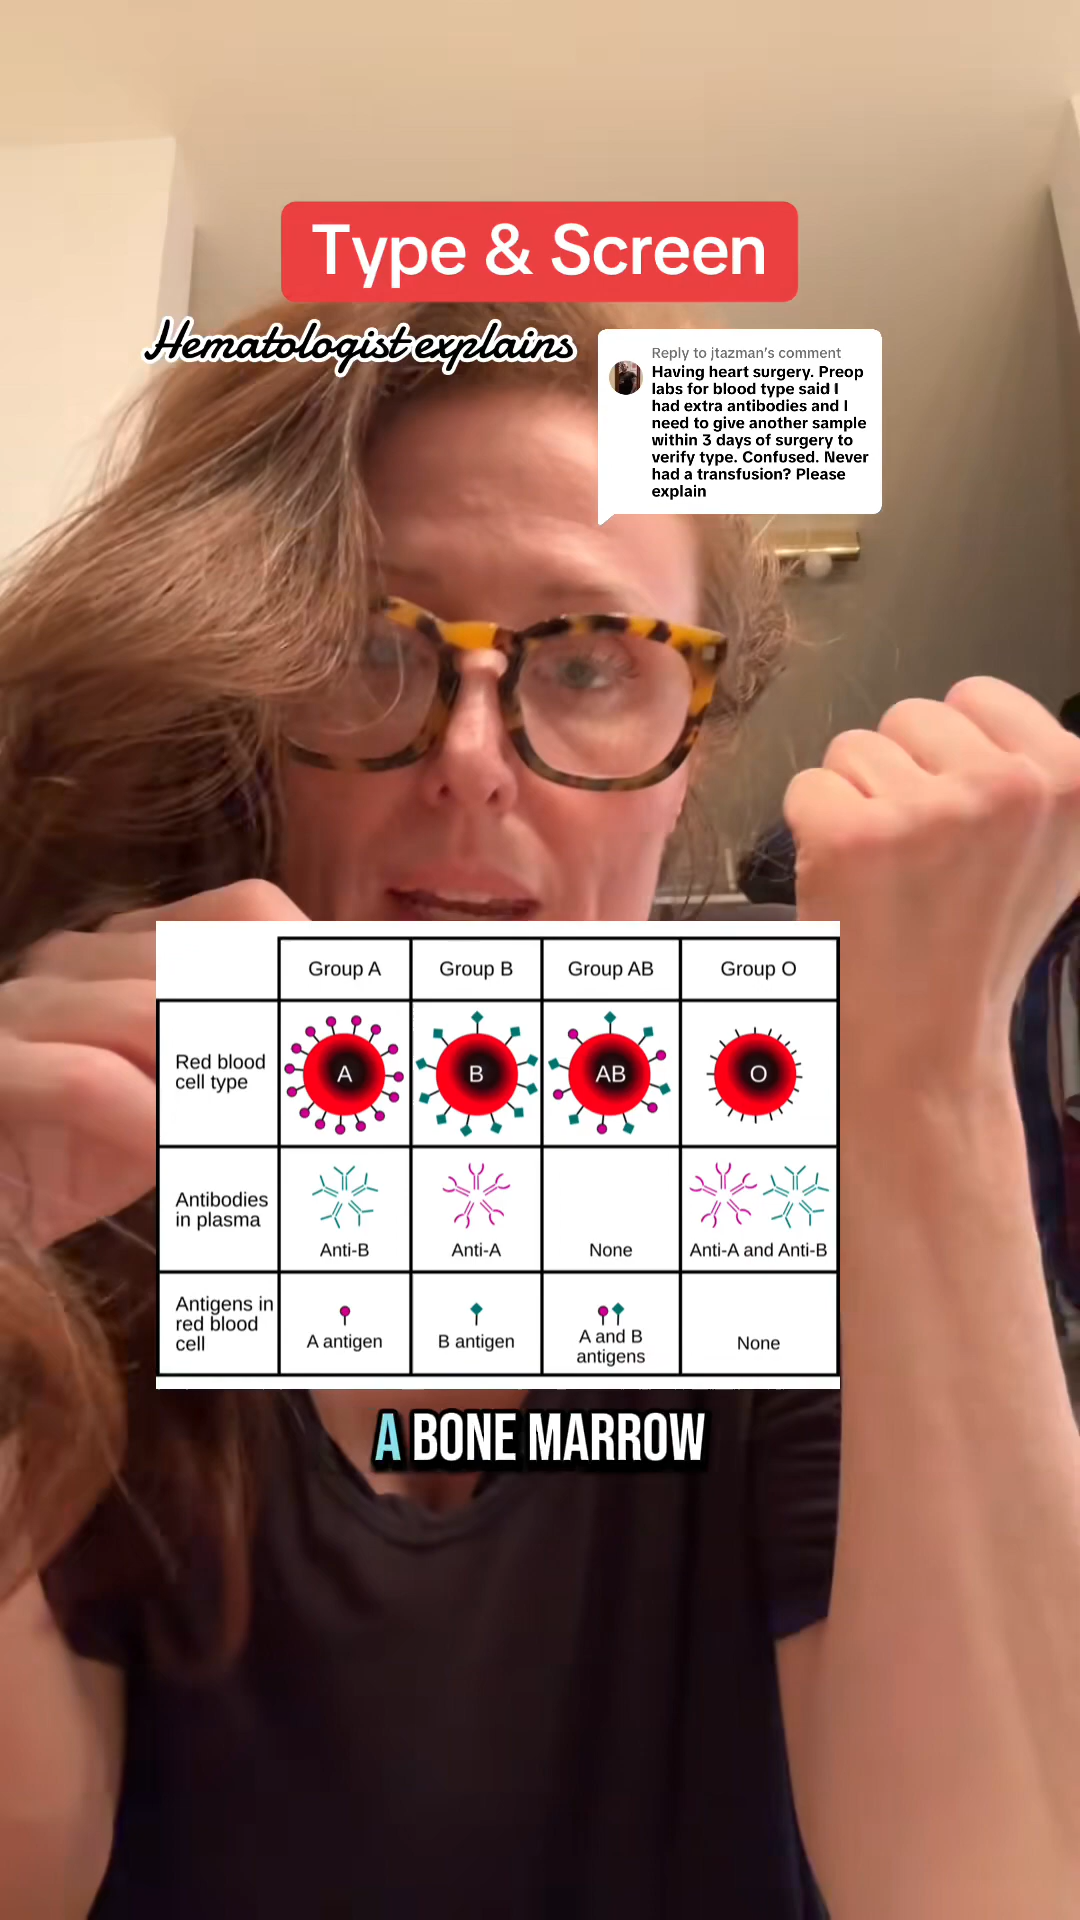 Type & Screen
Hematologist explains
Reply to jtazman's comment
Having heart surgery. Preop
labs for blood type said I
had extra antibodies and I
need to give another sample
within 3 days of surgery to
verify type. Confused. Never
had a transfusion? Please
explain
Group A Group B Group AB Group O
Red blood
cell type
A B AB O
Antibodies
in plasma
Anti-B Anti-A None Anti-A and Anti-B
Antigens in
red blood
cell
A antigen B antigen A and B
antigens None
A BONE MARROW